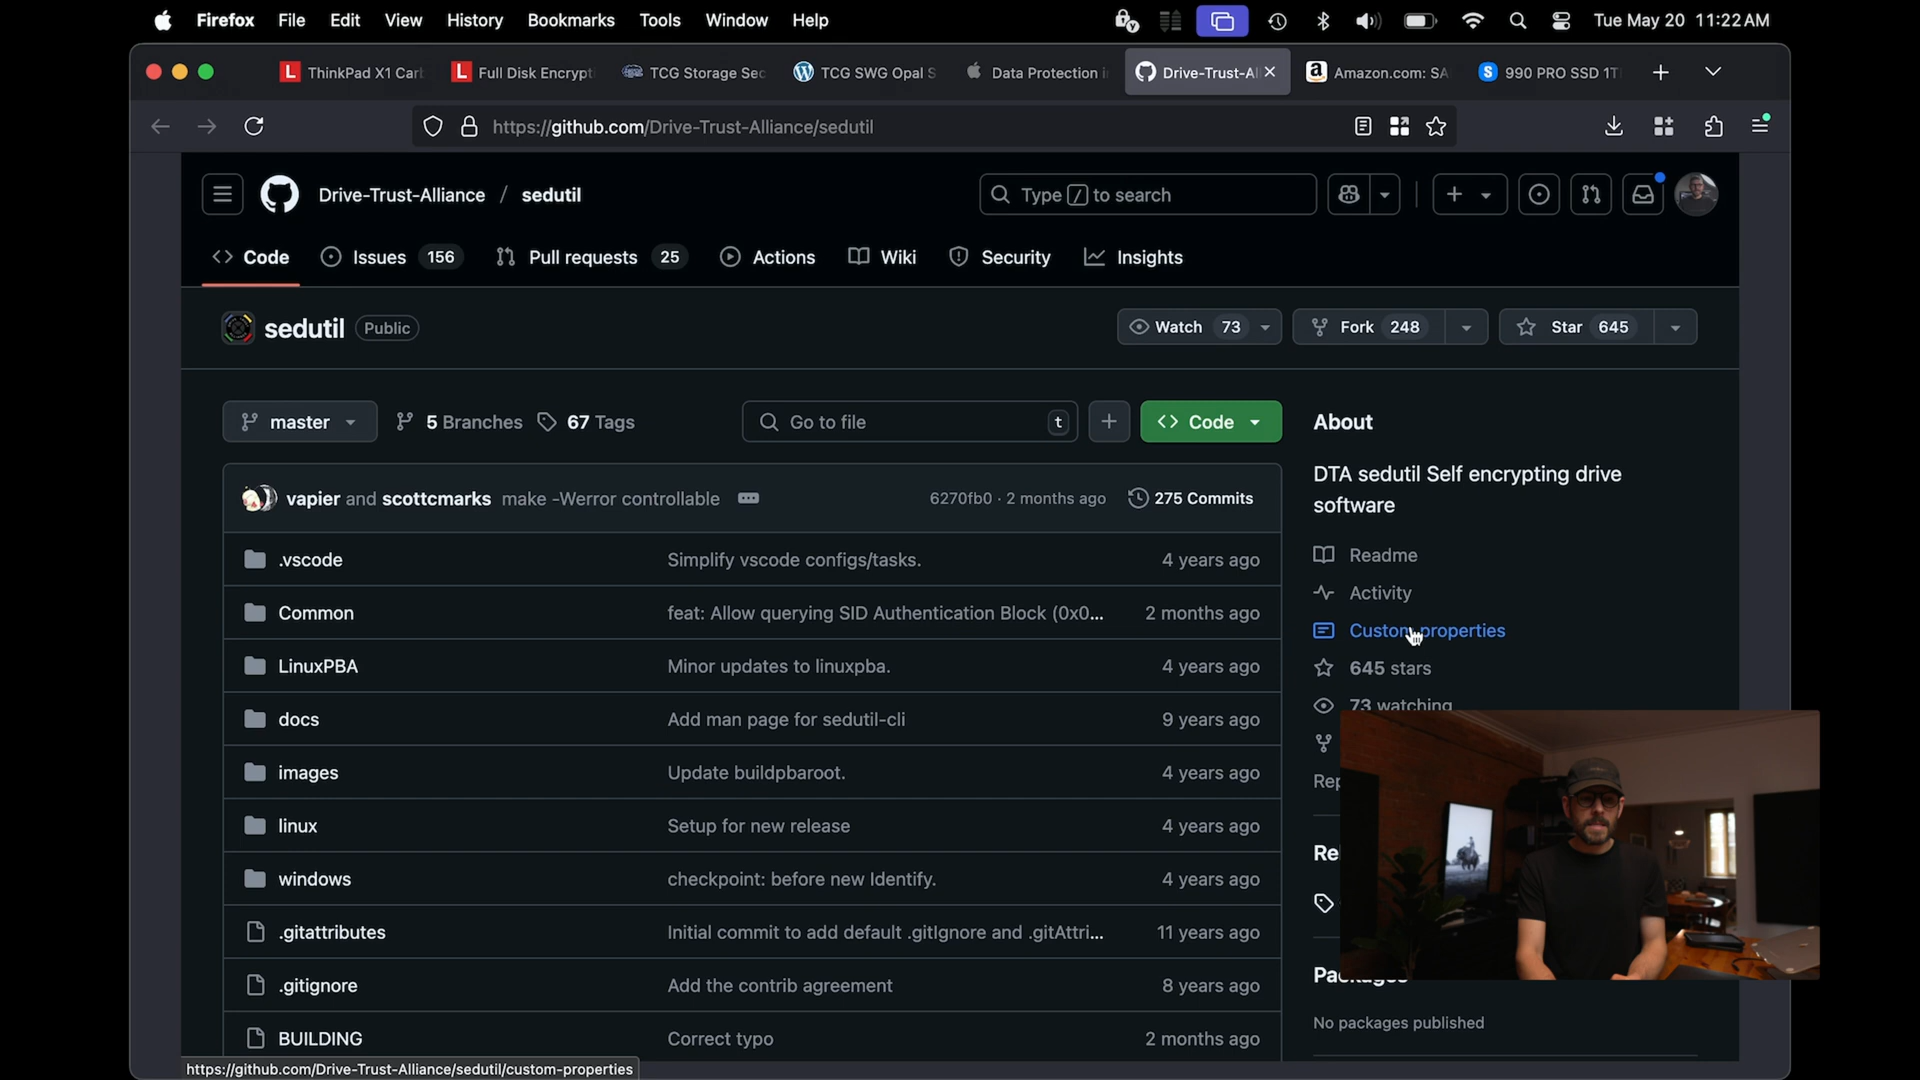 Firefox File Edit View History Bookmarks Tools Window Help Tue May 20 11:22 AM
ThinkPad X1 Car Full Disk Encrypt TCG Storage Sec TCG SWG Opal S Data Protection i Drive-Trust-Al Amazon.com: SA 990 PRO SSD 1T
https://github.com/Drive-Trust-Alliance/sedutil
Drive-Trust-Alliance / sedutil Type / to search
Code Issues 156 Pull requests 25 Actions Wiki Security Insights
sedutil Public Watch 73 Fork 248 Star 645
master 5 Branches 67 Tags Go to file t Code
vapier and scottcmarks make -Werror controllable 6270fb0 · 2 months ago 275 Commits
.vscode Simplify vscode configs/tasks. 4 years ago
Common feat: Allow querying SID Authentication Block (0x0... 2 months ago
LinuxPBA Minor updates to linuxpba. 4 years ago
docs Add man page for sedutil-cli 9 years ago
images Update buildpbaroot. 4 years ago
linux Setup for new release 4 years ago
windows checkpoint: before new Identify. 4 years ago
.gitattributes Initial commit to add default .gitIgnore and .gitAttri... 11 years ago
.gitignore Add the contrib agreement 8 years ago
BUILDING Correct typo 2 months ago
About
DTA sedutil Self encrypting drive
software
Readme
Activity
Custom properties
645 stars
73 watching
Rep
Rel
Packages
No packages published
https://github.com/Drive-Trust-Alliance/sedutil/custom-properties